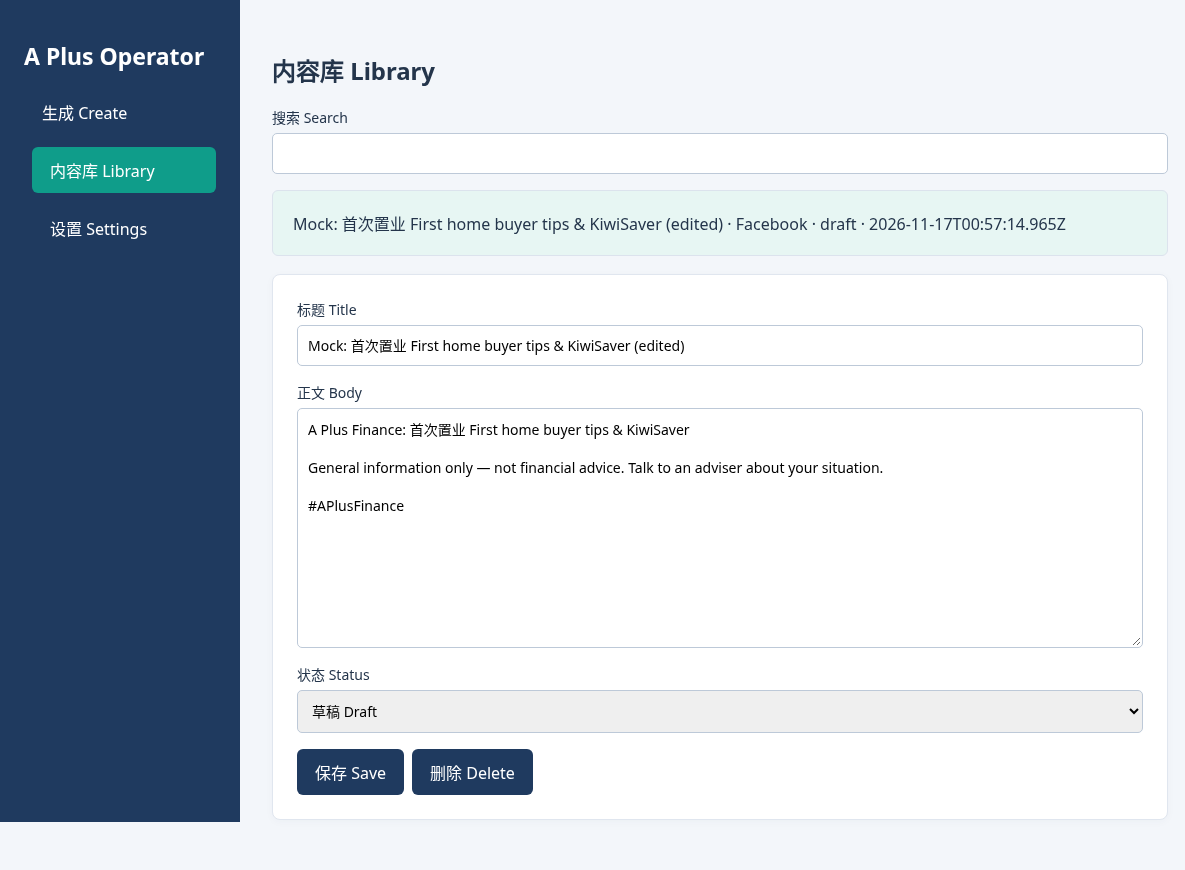 A Plus Operator
生成 Create
内容库 Library
设置 Settings
内容库 Library
搜索 Search
Mock: 首次置业 First home buyer tips & KiwiSaver (edited) · Facebook · draft · 2026-11-17T00:57:14.965Z
标题 Title
Mock: 首次置业 First home buyer tips & KiwiSaver (edited)
正文 Body
A Plus Finance: 首次置业 First home buyer tips & KiwiSaver
General information only — not financial advice. Talk to an adviser about your situation.
#APlusFinance
状态 Status
草稿 Draft
保存 Save
删除 Delete